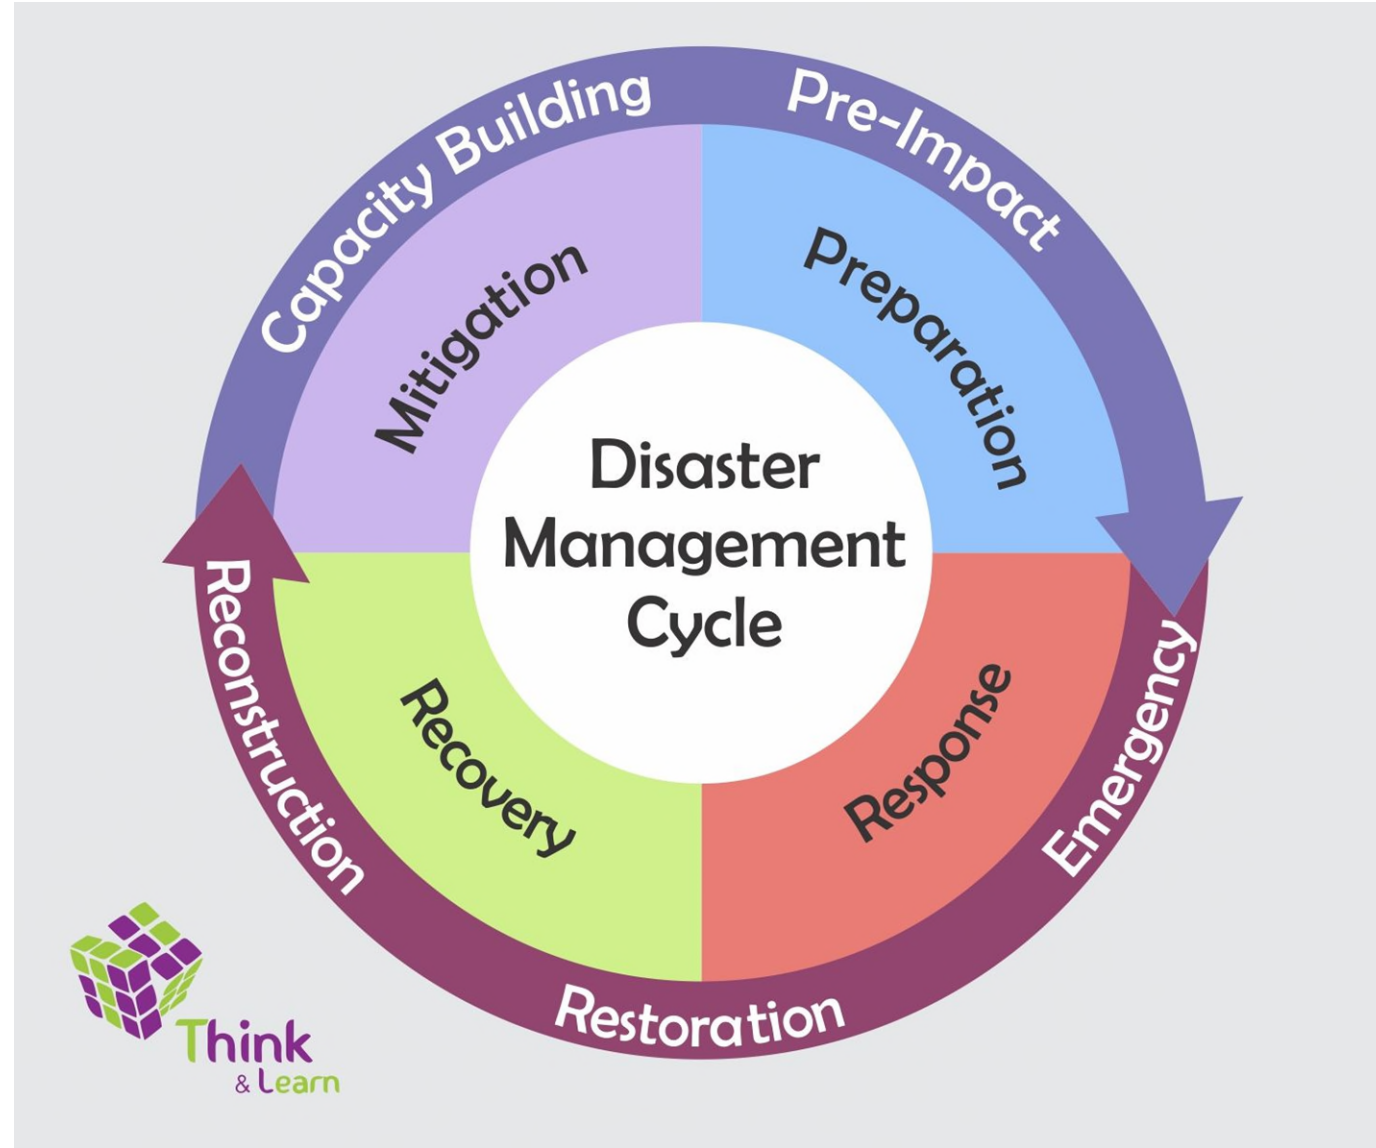 Capacity Building
Pre-Impact
Mitigation
Preparation
Disaster
Management
Cycle
Reconstruction
Recovery
Response
Emergency
Restoration
Think
& Learn